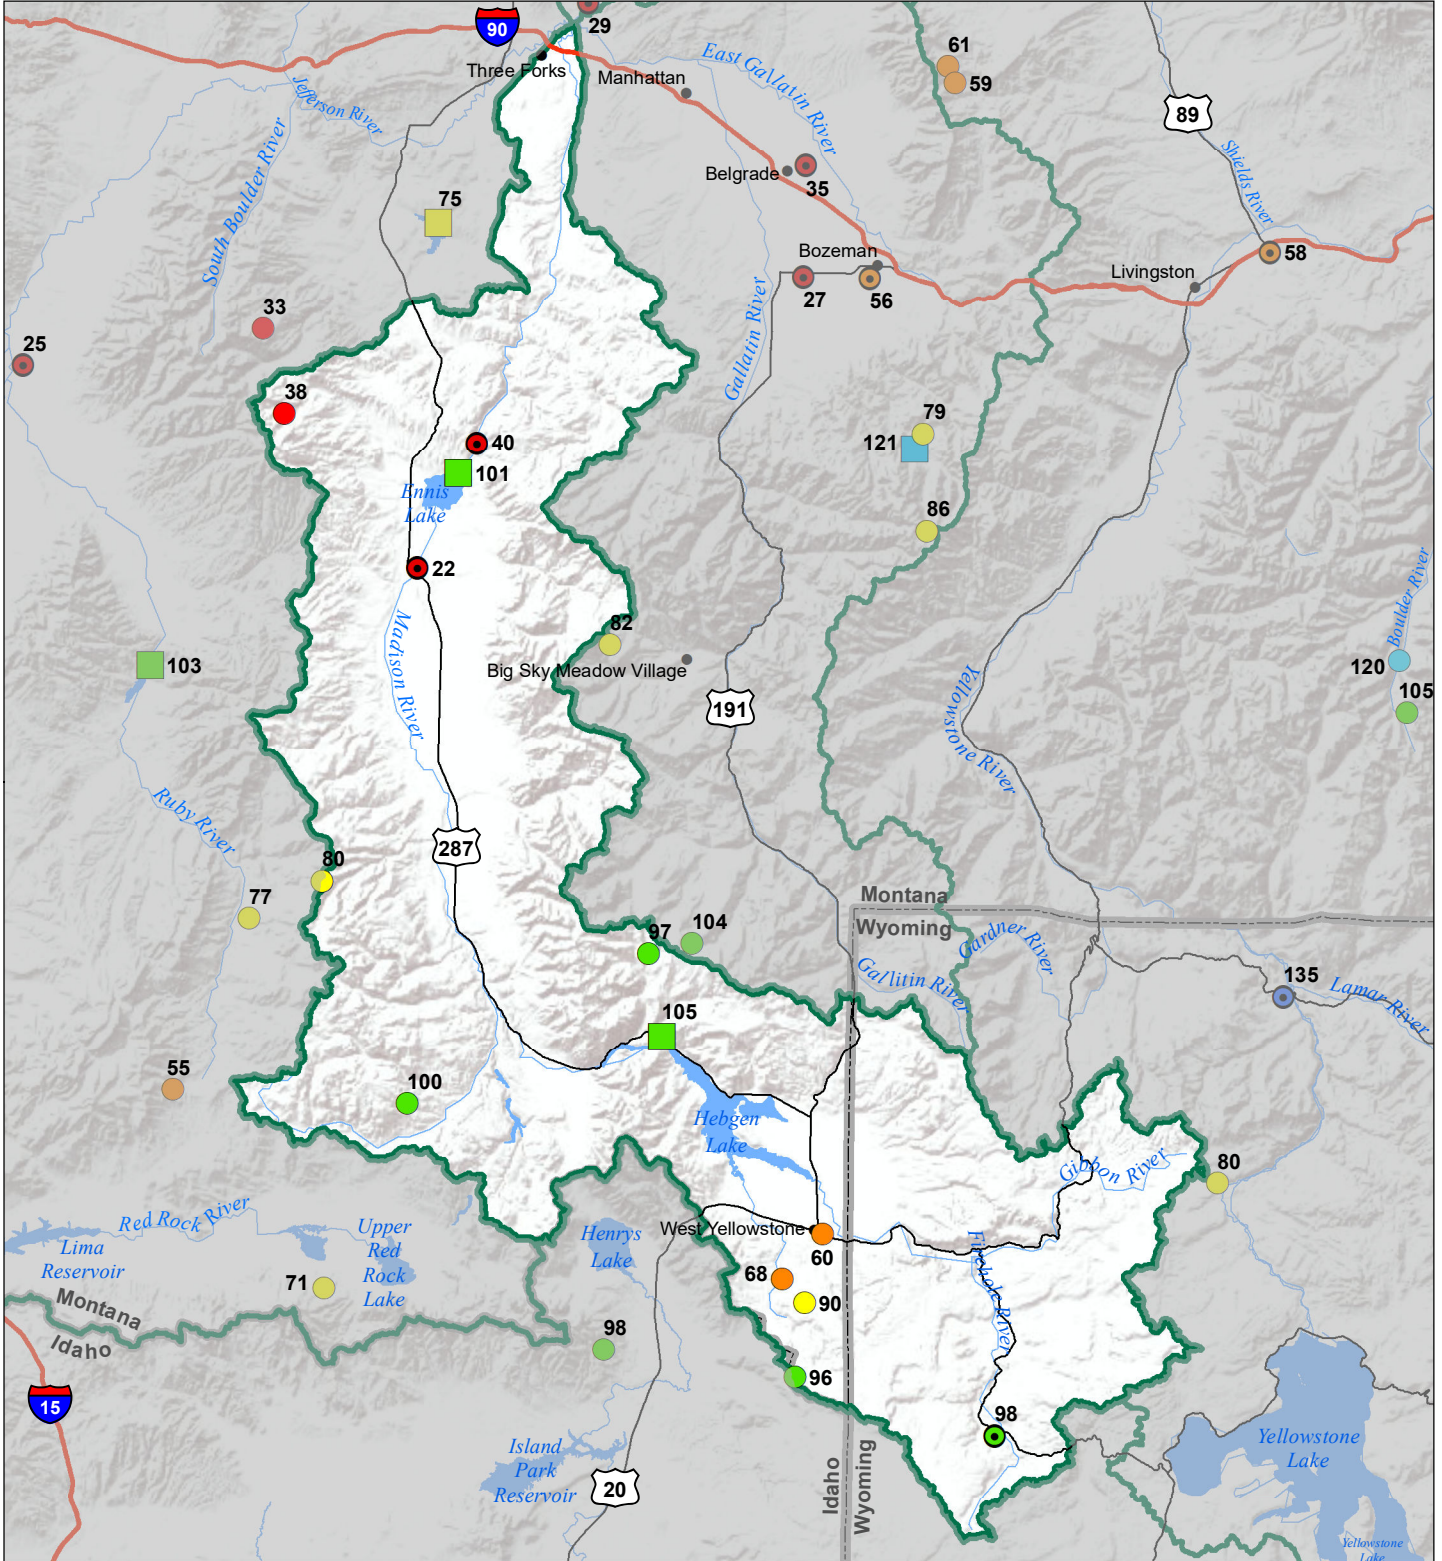 29
90
61
East Gallatin River
Three Forks
Manhattan
59
Jefferson River
89
South Boulder River
Shields River
Belgrade
35
75
Bozeman
58
Livingston
27
56
Gallatin River
33
25
38
79
40
121
101
Ennis
Lake
86
22
Boulder River
Madison River
82
103
Big Sky Meadow Village
120
105
191
Yellowstone River
Ruby River
287
80
77
Montana
Wyoming
97
104
Gardner River
Gallitin River
135
Lamar River
105
55
100
Hebgen
Lake
Gibbon River
80
Red Rock River
Upper
Red
Rock
Lake
Henrys
Lake
West Yellowstone
60
Firehole River
Lima
Reservoir
68
71
90
Montana
Idaho
98
96
15
98
Island
Park
Reservoir
20
Idaho
Wyoming
Yellowstone
Lake
Yellowstone
Lake